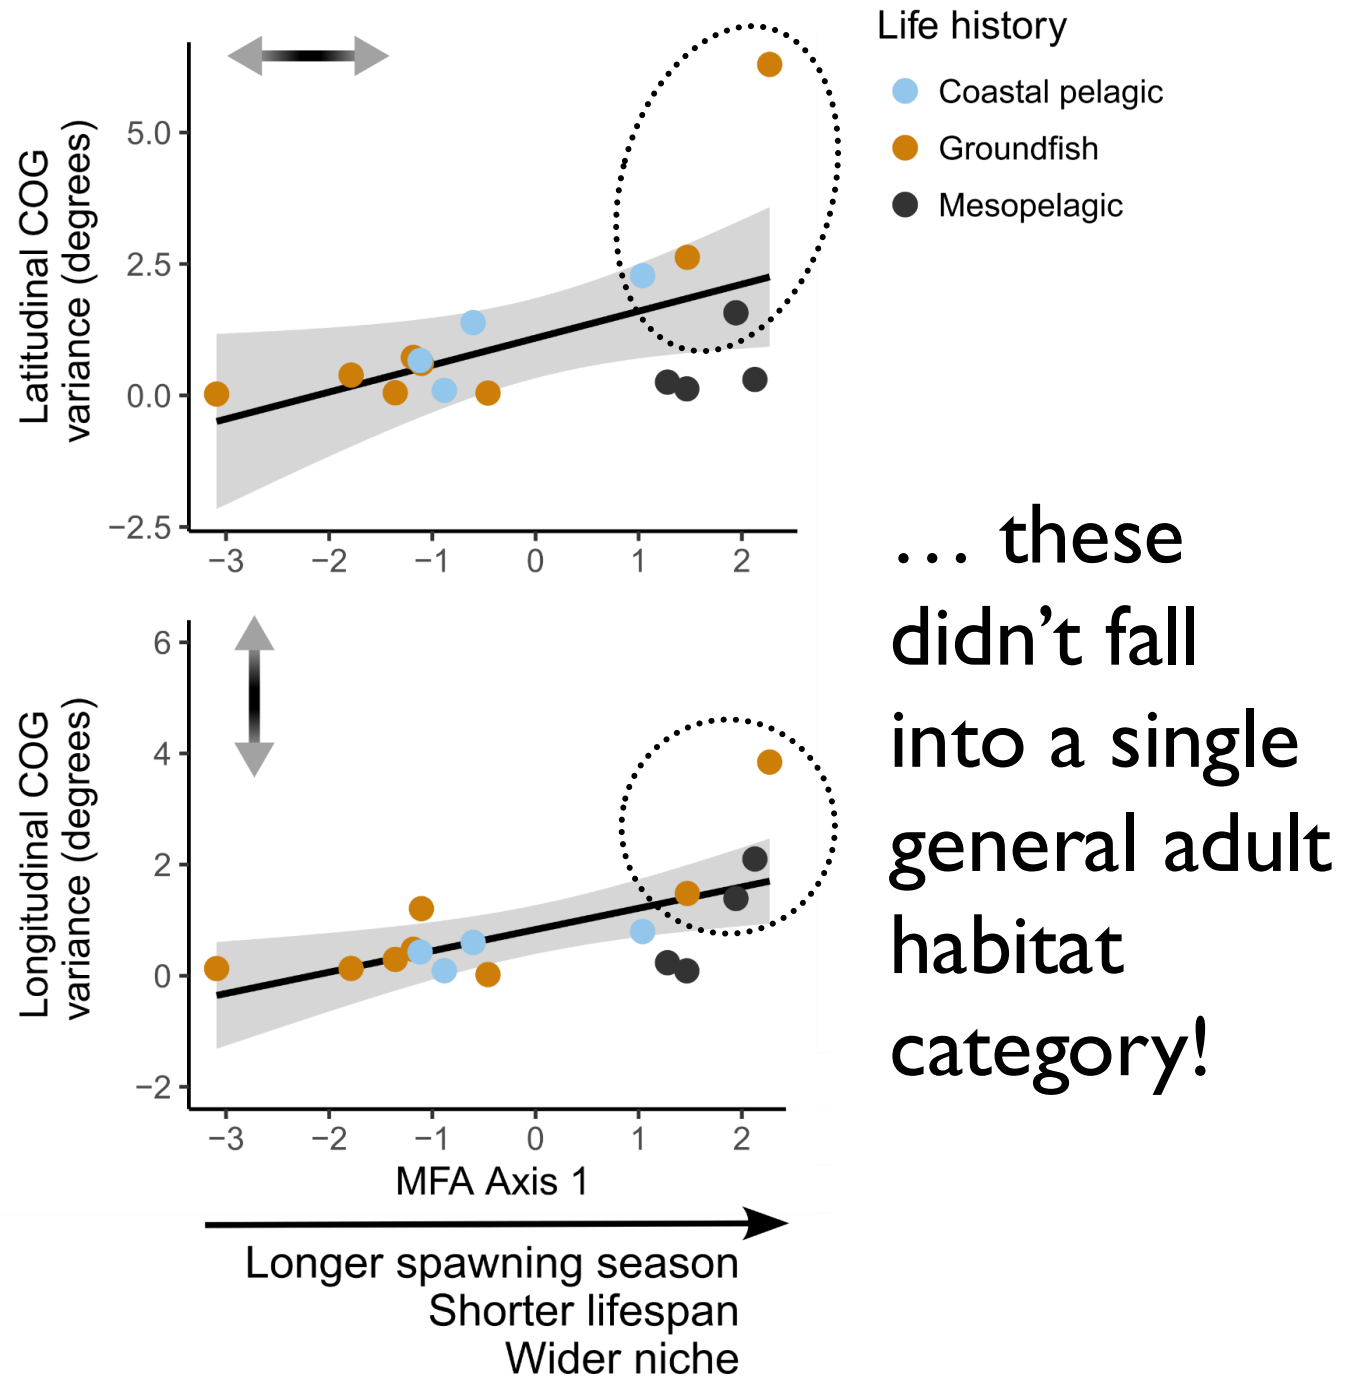 Life history
Coastal pelagic
Groundfish
Mesopelagic
Latitudinal COG
variance (degrees)
5.0
2.5
0.0
−2.5
−3 −2 −1 0 1 2
… these
didn’t fall
into a single
general adult
habitat
category!
Longitudinal COG
variance (degrees)
6
4
2
0
−2
−3 −2 −1 0 1 2
MFA Axis 1
Longer spawning season
Shorter lifespan
Wider niche